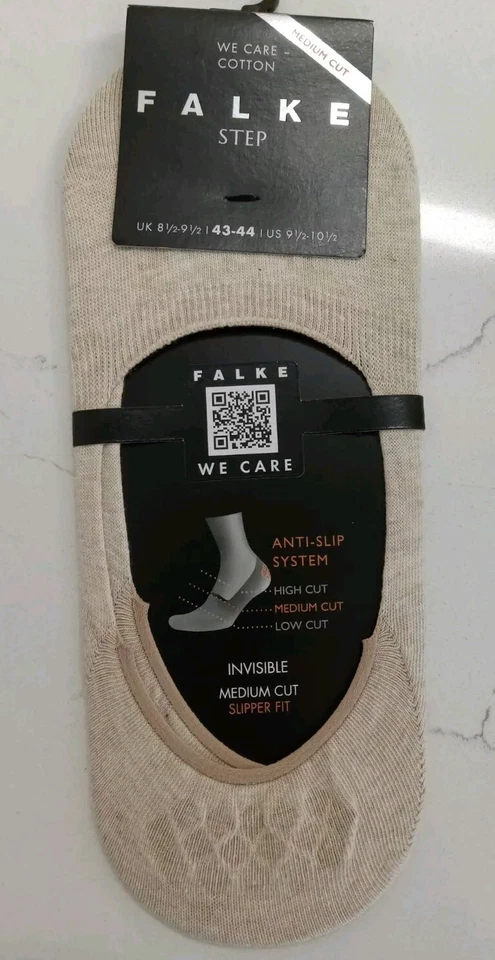 MEDIUM CUT
WE CARE –
COTTON
FALKE
STEP
UK 8½-9½ | 43-44 | US 9½-10½
FALKE
WE CARE
ANTI-SLIP
SYSTEM
HIGH CUT
MEDIUM CUT
LOW CUT
INVISIBLE
MEDIUM CUT
SLIPPER FIT